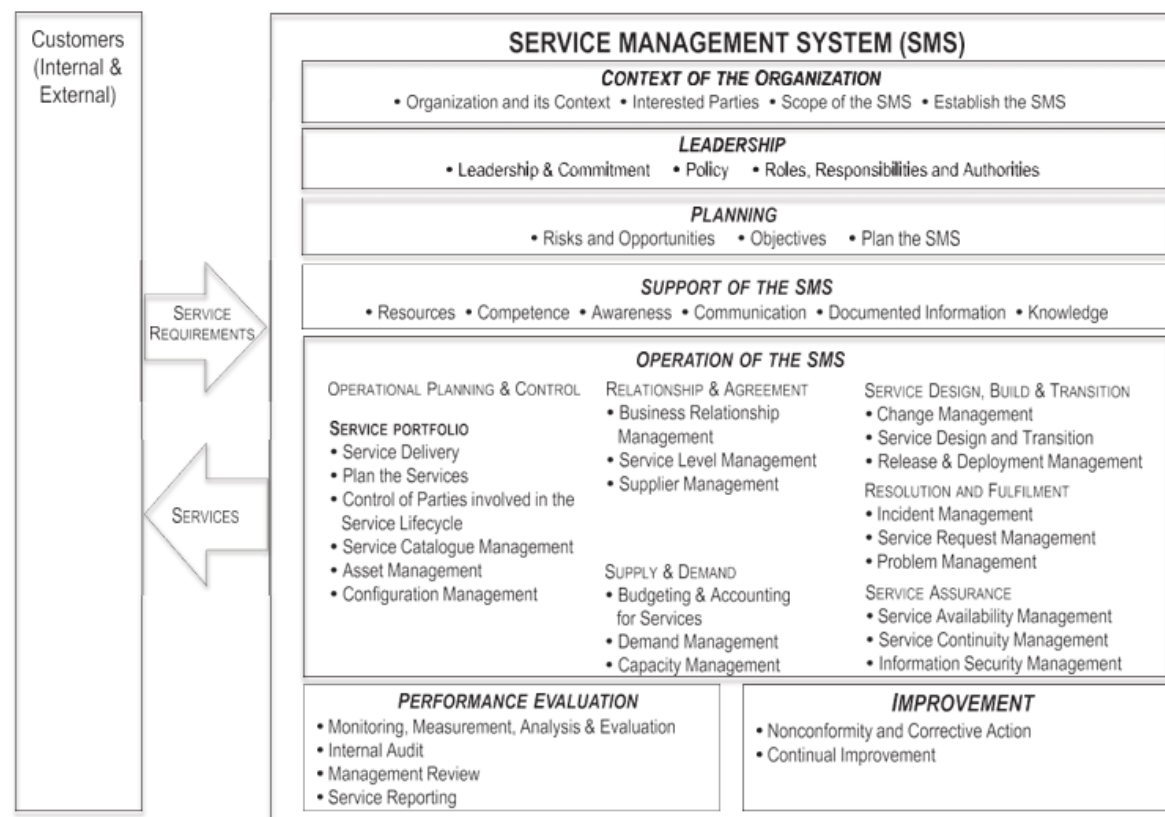 Customers
(Internal &
External)
SERVICE
REQUIREMENTS
SERVICES
SERVICE MANAGEMENT SYSTEM (SMS)
CONTEXT OF THE ORGANIZATION
• Organization and its Context • Interested Parties • Scope of the SMS • Establish the SMS
LEADERSHIP
• Leadership & Commitment • Policy • Roles, Responsibilities and Authorities
PLANNING
• Risks and Opportunities • Objectives • Plan the SMS
SUPPORT OF THE SMS
• Resources • Competence • Awareness • Communication • Documented Information • Knowledge
OPERATION OF THE SMS
OPERATIONAL PLANNING & CONTROL
SERVICE PORTFOLIO
• Service Delivery
• Plan the Services
• Control of Parties involved in the
Service Lifecycle
• Service Catalogue Management
• Asset Management
• Configuration Management
RELATIONSHIP & AGREEMENT
• Business Relationship
Management
• Service Level Management
• Supplier Management
SUPPLY & DEMAND
• Budgeting & Accounting
for Services
• Demand Management
• Capacity Management
SERVICE DESIGN, BUILD & TRANSITION
• Change Management
• Service Design and Transition
• Release & Deployment Management
RESOLUTION AND FULFILMENT
• Incident Management
• Service Request Management
• Problem Management
SERVICE ASSURANCE
• Service Availability Management
• Service Continuity Management
• Information Security Management
PERFORMANCE EVALUATION
• Monitoring, Measurement, Analysis & Evaluation
• Internal Audit
• Management Review
• Service Reporting
IMPROVEMENT
• Nonconformity and Corrective Action
• Continual Improvement